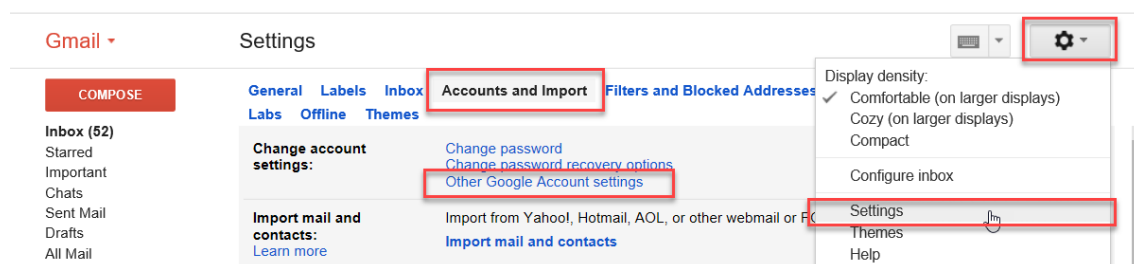 Gmail
Settings
COMPOSE
Inbox (52)
Starred
Important
Chats
Sent Mail
Drafts
All Mail
General Labels Inbox Accounts and Import Filters and Blocked Addresses
Labs Offline Themes
Change account
settings:
Change password
Change password recovery options
Other Google Account settings
Import mail and
contacts:
Learn more
Import from Yahoo!, Hotmail, AOL, or other webmail or
Import mail and contacts
Display density:
Comfortable (on larger displays)
Cozy (on larger displays)
Compact
Configure inbox
Settings
Themes
Help